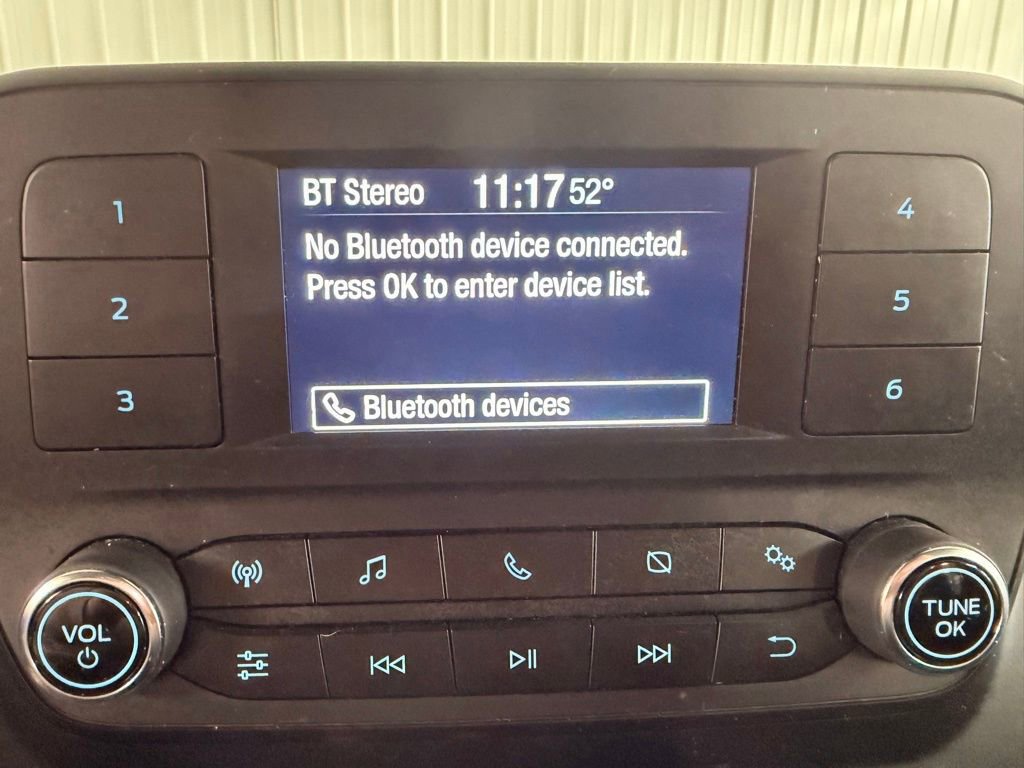 BT Stereo 11:17 52°
No Bluetooth device connected.
Press OK to enter device list.
Bluetooth devices
1
2
3
4
5
6
VOL
TUNE
OK